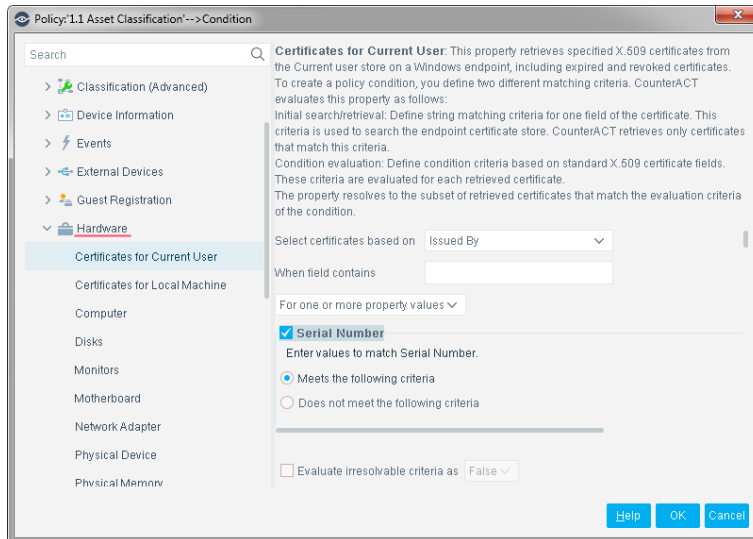 Policy:'1.1 Asset Classification'-->Condition
Search
Classification (Advanced)
Device Information
Events
External Devices
Guest Registration
Hardware
Certificates for Current User
Certificates for Local Machine
Computer
Disks
Monitors
Motherboard
Network Adapter
Physical Device
Physical Memory
Certificates for Current User: This property retrieves specified X.509 certificates from
the Current user store on a Windows endpoint, including expired and revoked certificates.
To create a policy condition, you define two different matching criteria. CounterACT
evaluates this property as follows:
Initial search/retrieval: Define string matching criteria for one field of the certificate. This
criteria is used to search the endpoint certificate store. CounterACT retrieves only certificates
that match this criteria.
Condition evaluation: Define condition criteria based on standard X.509 certificate fields.
These criteria are evaluated for each retrieved certificate.
The property resolves to the subset of retrieved certificates that match the evaluation criteria
of the condition.
Select certificates based on Issued By
When field contains
For one or more property values
Serial Number
Enter values to match Serial Number.
Meets the following criteria
Does not meet the following criteria
Evaluate irresolvable criteria as False
Help OK Cancel